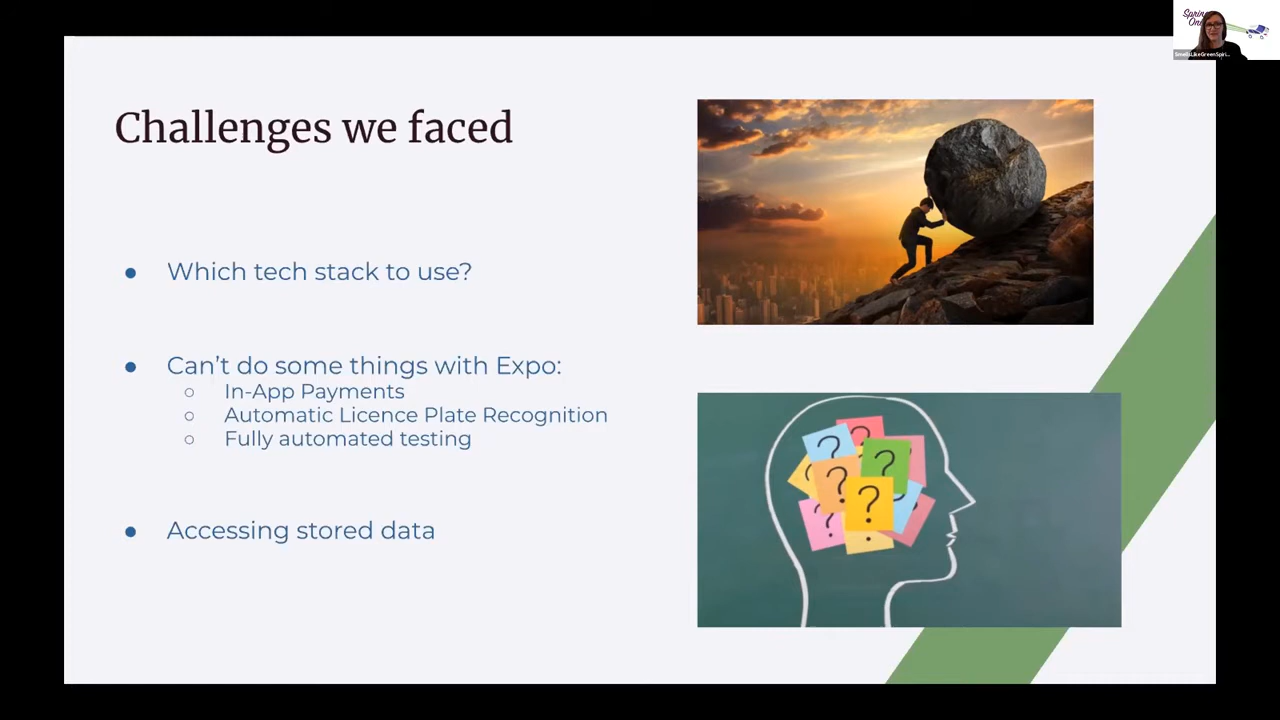 Challenges we faced
● Which tech stack to use?
● Can't do some things with Expo:
○ In-App Payments
○ Automatic Licence Plate Recognition
○ Fully automated testing
● Accessing stored data
? ? ? ? ? ?